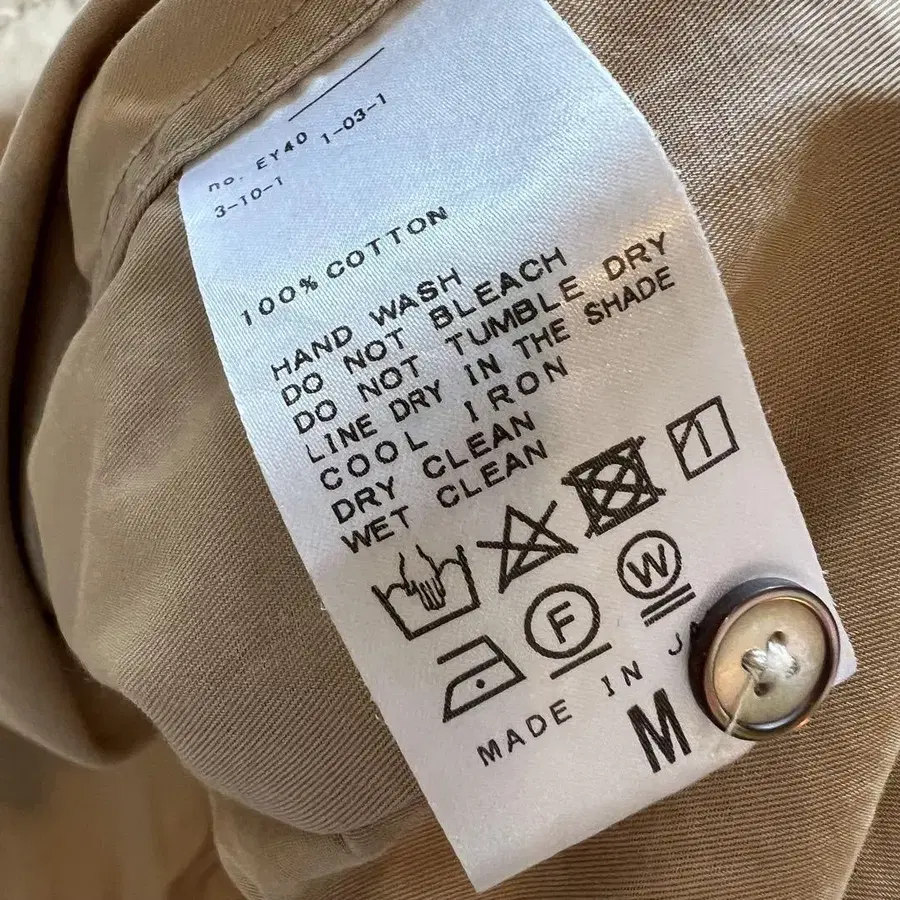 no. EY40 1-03-1
3-10-1
100% COTTON
HAND WASH
DO NOT BLEACH
DO NOT TUMBLE DRY
LINE DRY IN THE SHADE
COOL IRON
DRY CLEAN
WET CLEAN
F
W
MADE IN
M